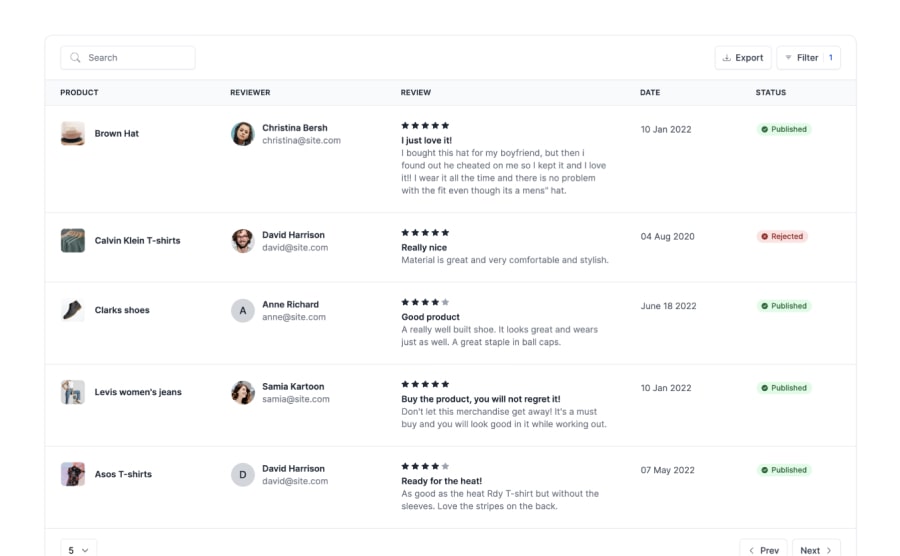 Search
Export
Filter 1
PRODUCT REVIEWER REVIEW DATE STATUS
Brown Hat
Christina Bersh
christina@site.com
I just love it!
I bought this hat for my boyfriend, but then i
found out he cheated on me so I kept it and I love
it!! I wear it all the time and there is no problem
with the fit even though its a mens" hat.
10 Jan 2022
Published
Calvin Klein T-shirts
David Harrison
david@site.com
Really nice
Material is great and very comfortable and stylish.
04 Aug 2020
Rejected
Clarks shoes
A
Anne Richard
anne@site.com
Good product
A really well built shoe. It looks great and wears
just as well. A great staple in ball caps.
June 18 2022
Published
Levis women's jeans
Samia Kartoon
samia@site.com
Buy the product, you will not regret it!
Don't let this merchandise get away! It's a must
buy and you will look good in it while working out.
10 Jan 2022
Published
Asos T-shirts
D
David Harrison
david@site.com
Ready for the heat!
As good as the heat Rdy T-shirt but without the
sleeves. Love the stripes on the back.
07 May 2022
Published
5
Prev
Next